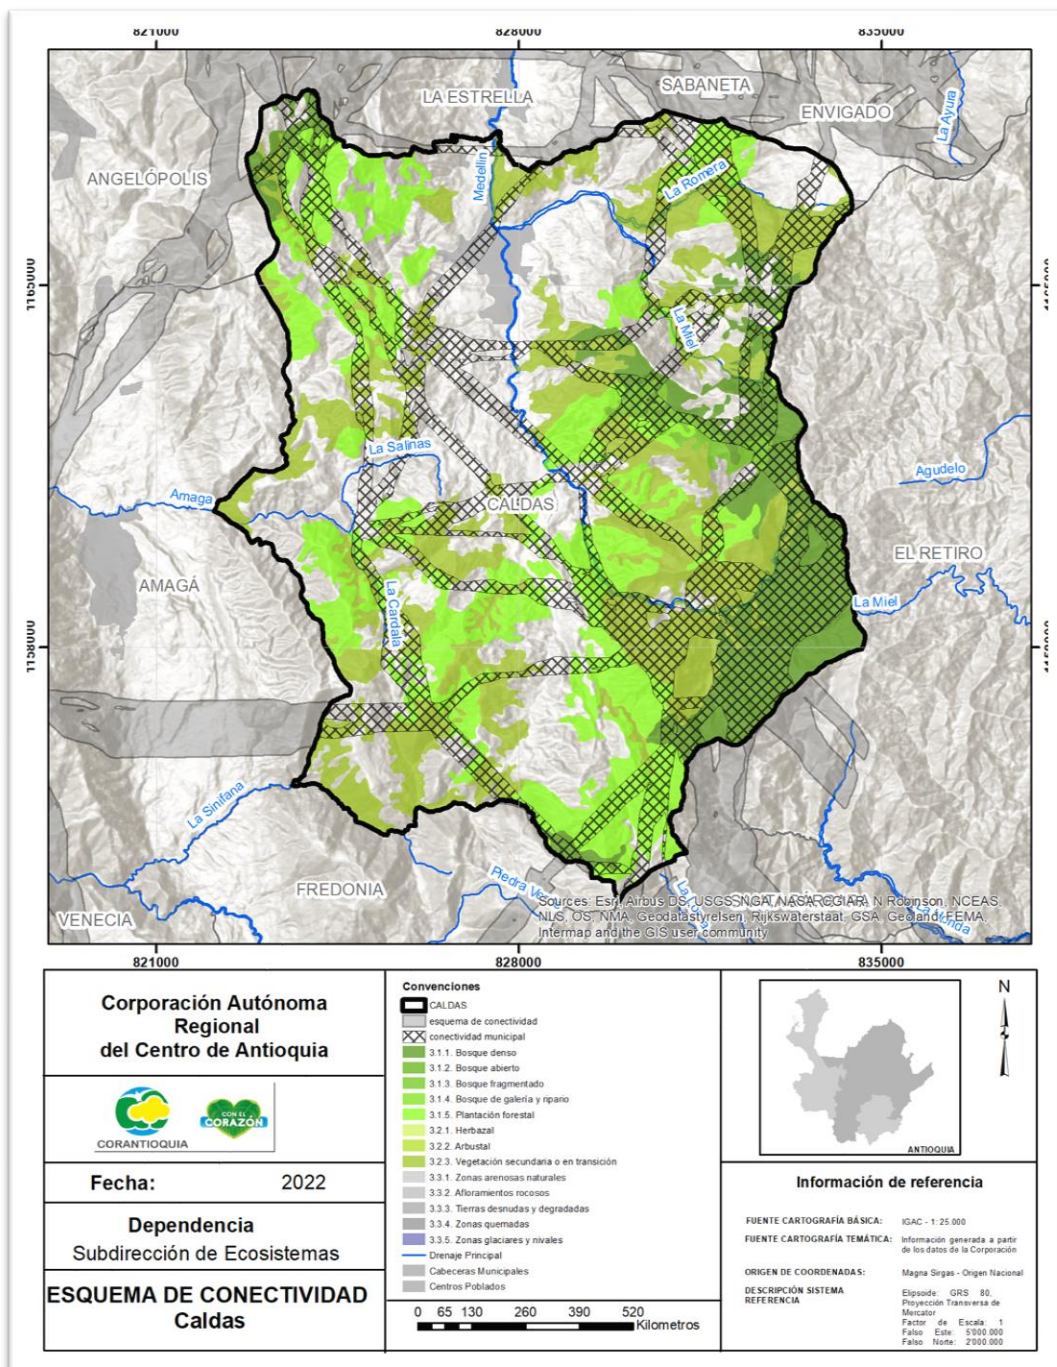 821000
828000
835000
SABANETA
LA ESTRELLA
ENVIGADO
La Ayura
ANGELÓPOLIS
Medellin
La Romera
1165000
La Miel
La Salinas
Amaga
Agudelo
CALDAS
EL RETIRO
AMAGÁ
La Cardala
La Miel
1158000
La Sinifana
FREDONIA
Piedra
VENECIA
Sources: Esri, Airbus DS, USGS, NGA, NASA, CGIAR, N Robinson, NCEAS,
NLS, OS, NMA, Geodatastyrelsen, Rijkswaterstaat, GSA, Geoland, FEMA,
Intermap and the GIS user community
821000
828000
835000
Corporación Autónoma
Regional
del Centro de Antioquia
CORANTIOQUIA
CON EL
CORAZÓN
Fecha: 2022
Dependencia
Subdirección de Ecosistemas
ESQUEMA DE CONECTIVIDAD
Caldas
Convenciones
CALDAS
esquema de conectividad
conectividad municipal
3.1.1. Bosque denso
3.1.2. Bosque abierto
3.1.3. Bosque fragmentado
3.1.4. Bosque de galería y ripario
3.1.5. Plantación forestal
3.2.1. Herbazal
3.2.2. Arbustal
3.2.3. Vegetación secundaria o en transición
3.3.1. Zonas arenosas naturales
3.3.2. Afloramientos rocosos
3.3.3. Tierras desnudas y degradadas
3.3.4. Zonas quemadas
3.3.5. Zonas glaciares y nivales
Drenaje Principal
Cabeceras Municipales
Centros Poblados
0 65 130 260 390 520
Kilometros
N
ANTIOQUIA
Información de referencia
FUENTE CARTOGRAFÍA BÁSICA: IGAC - 1: 25.000
FUENTE CARTOGRAFÍA TEMÁTICA: Información generada a partir
de los datos de la Corporación
ORIGEN DE COORDENADAS: Magna Sirgas - Origen Nacional
DESCRIPCIÓN SISTEMA
REFERENCIA
Elipsoide: GRS 80,
Proyección Transversa de
Mercator
Factor de Escala: 1
Falso Este: 5'000.000
Falso Norte: 2'000.000